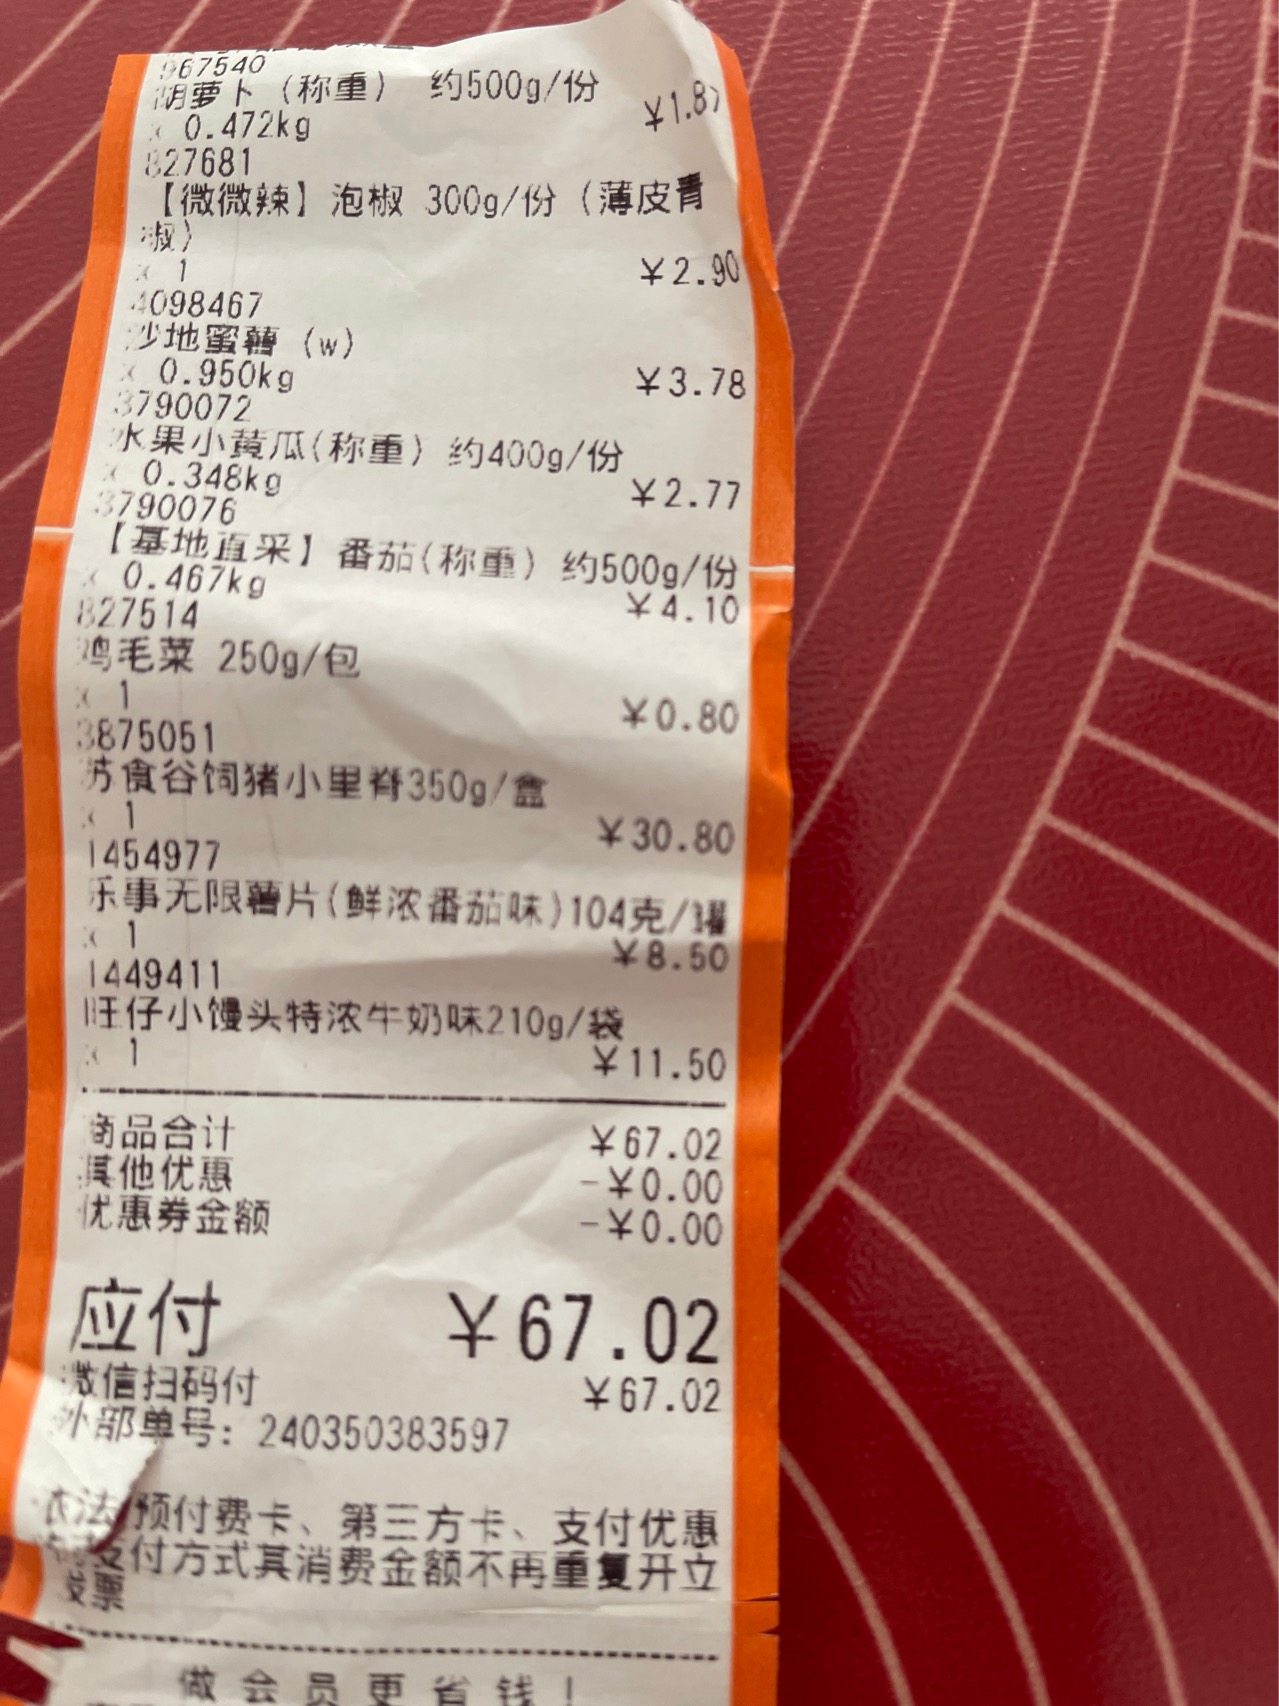 967540
胡萝卜（称重） 约500g/份
x 0.472kg ¥1.87
827681
【微微辣】泡椒 300g/份（薄皮青
椒）
x 1 ¥2.90
4098467
沙地蜜薯（w）
x 0.950kg ¥3.78
3790072
水果小黄瓜(称重）约400g/份
x 0.348kg ¥2.77
3790076
【基地直采】番茄(称重）约500g/份
x 0.467kg ¥4.10
827514
鸡毛菜 250g/包
x 1 ¥0.80
3875051
苏食谷饲猪小里脊350g/盒
x 1 ¥30.80
1454977
乐事无限薯片(鲜浓番茄味)104克/罐
x 1 ¥8.50
1449411
旺仔小馒头特浓牛奶味210g/袋
x 1 ¥11.50
商品合计 ¥67.02
其他优惠 -¥0.00
优惠券金额 -¥0.00
应付 ¥67.02
微信扫码付 ¥67.02
外部单号：240350383597
依法预付费卡、第三方卡、支付优惠
支付方式其消费金额不再重复开立
发票
做会员更省钱！